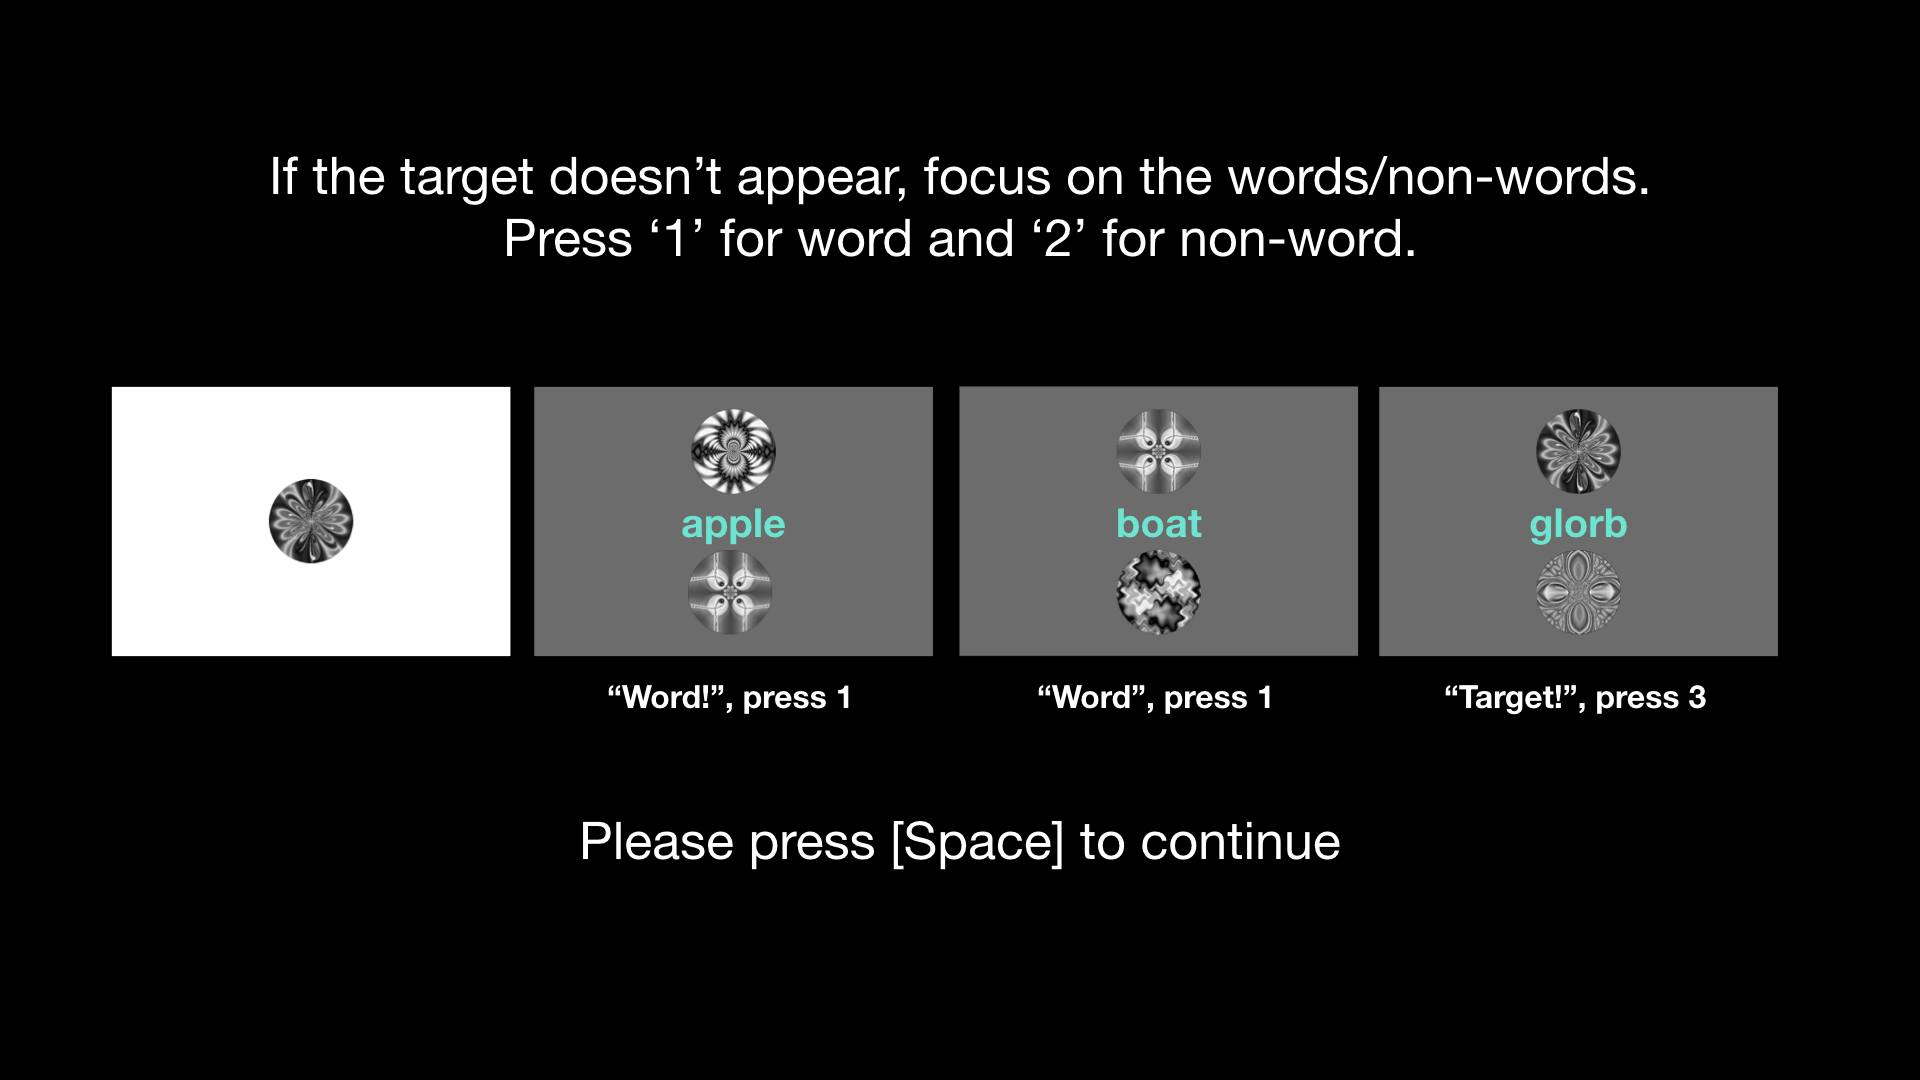 If the target doesn’t appear, focus on the words/non-words.
Press ‘1’ for word and ‘2’ for non-word.
apple
boat
glorb
“Word!”, press 1
“Word”, press 1
“Target!”, press 3
Please press [Space] to continue